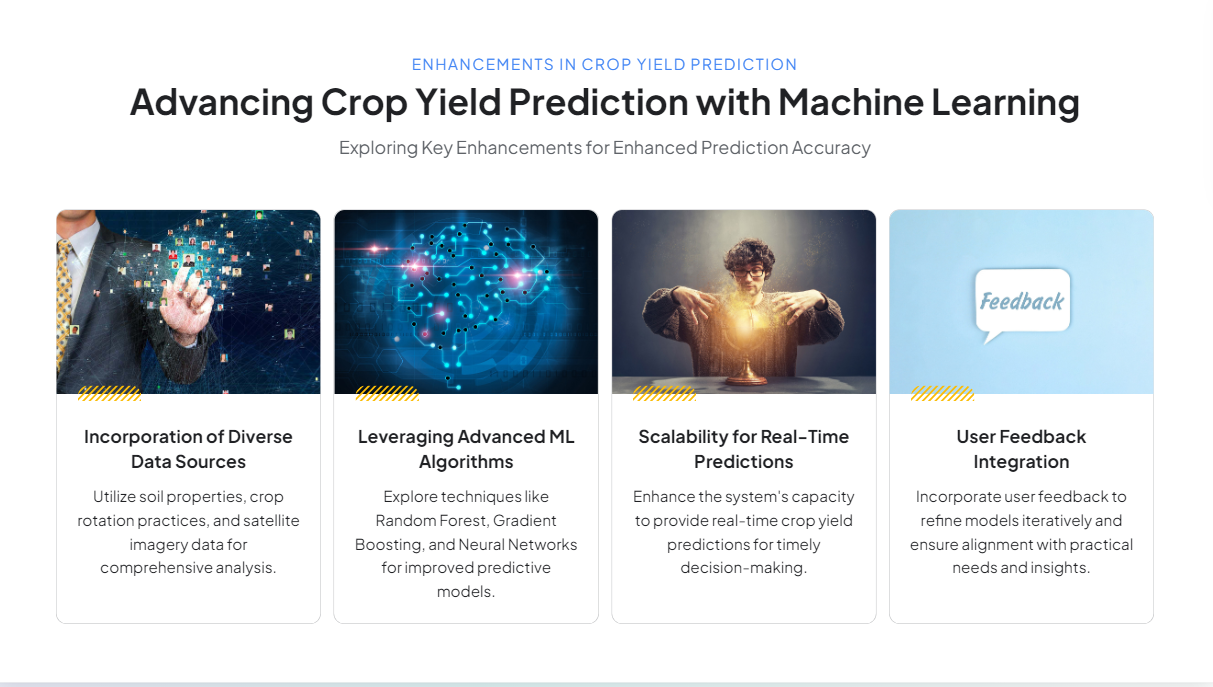 ENHANCEMENTS IN CROP YIELD PREDICTION
Advancing Crop Yield Prediction with Machine Learning
Exploring Key Enhancements for Enhanced Prediction Accuracy
Incorporation of Diverse
Data Sources
Utilize soil properties, crop
rotation practices, and satellite
imagery data for
comprehensive analysis.
Leveraging Advanced ML
Algorithms
Explore techniques like
Random Forest, Gradient
Boosting, and Neural Networks
for improved predictive
models.
Scalability for Real-Time
Predictions
Enhance the system's capacity
to provide real-time crop yield
predictions for timely
decision-making.
Feedback
User Feedback
Integration
Incorporate user feedback to
refine models iteratively and
ensure alignment with practical
needs and insights.